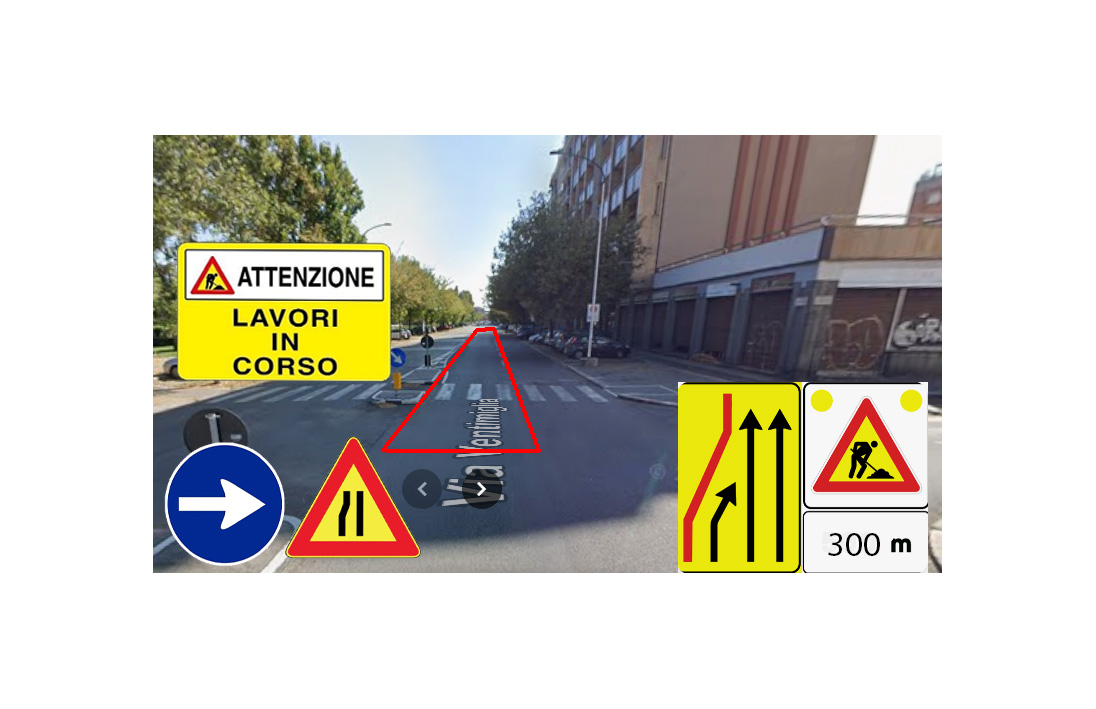 ATTENZIONE
LAVORI
IN
CORSO
Via Ventimiglia
300 m